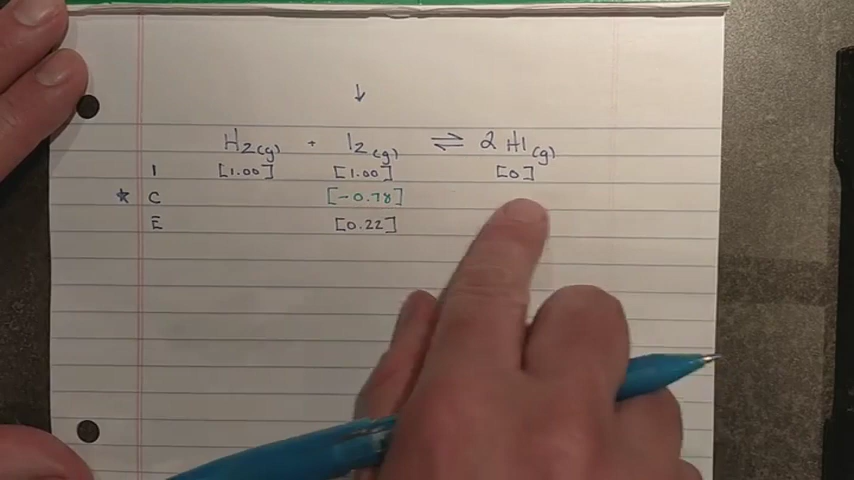 ↓
H₂(g) + I₂(g) ⇌ 2 HI(g)
I [1.00] [1.00] [0]
★ C [-0.78]
E [0.22]